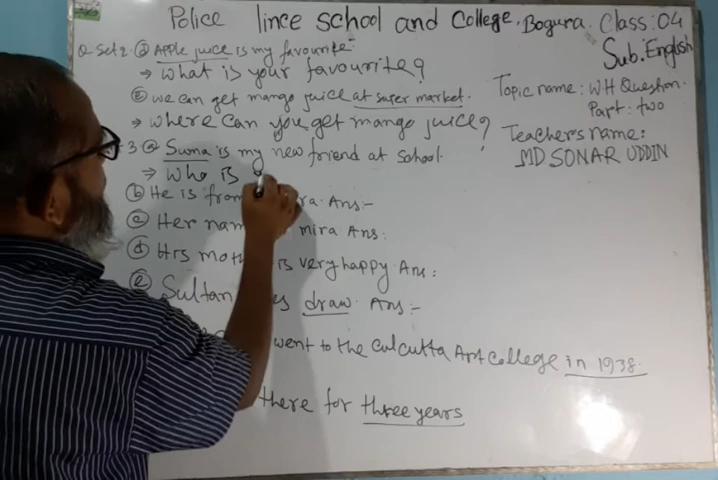 Police lince school and College, Bogura. Class: 04
Sub: English
Q Set 2. ⓐ Apple juice is my favourite
→ What is your favourite?
Topic name: WH Question.
Part: two
ⓔ we can get mango juice at super market.
→ where can you get mango juice?
Teachers name:
MD SONAR UDDIN
3 ⓐ Suma is my new friend at school.
→ Who is
ⓑ He is from ra. Ans:-
ⓒ Her nam mira Ans:
ⓓ His mot is very happy. Ans:
ⓔ Sultan es draw. Ans:-
went to the Culcutta Art College in 1938.
there for three years